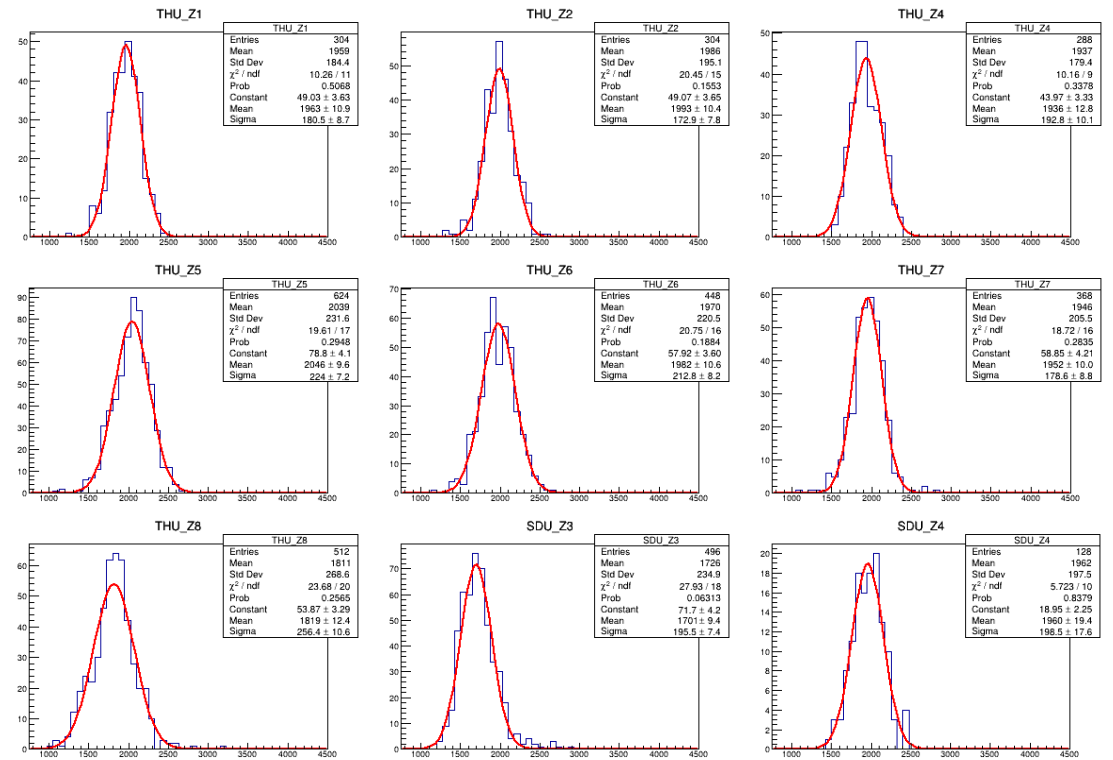 THU_Z1
THU_Z1
Entries 304
Mean 1959
Std Dev 184.4
χ² / ndf 10.26 / 11
Prob 0.5068
Constant 49.03 ± 3.63
Mean 1963 ± 10.9
Sigma 180.5 ± 8.7
50
40
30
20
10
0
1000 1500 2000 2500 3000 3500 4000 4500
THU_Z2
THU_Z2
Entries 304
Mean 1986
Std Dev 195.1
χ² / ndf 20.45 / 15
Prob 0.1553
Constant 49.07 ± 3.65
Mean 1993 ± 10.4
Sigma 172.9 ± 7.8
50
40
30
20
10
0
1000 1500 2000 2500 3000 3500 4000 4500
THU_Z4
THU_Z4
Entries 288
Mean 1937
Std Dev 179.4
χ² / ndf 10.16 / 9
Prob 0.3378
Constant 43.97 ± 3.33
Mean 1936 ± 12.8
Sigma 192.8 ± 10.1
50
40
30
20
10
0
1000 1500 2000 2500 3000 3500 4000 4500
THU_Z5
THU_Z5
Entries 624
Mean 2039
Std Dev 231.6
χ² / ndf 19.61 / 17
Prob 0.2948
Constant 78.8 ± 4.1
Mean 2046 ± 9.6
Sigma 224 ± 7.2
90
80
70
60
50
40
30
20
10
0
1000 1500 2000 2500 3000 3500 4000 4500
THU_Z6
THU_Z6
Entries 448
Mean 1970
Std Dev 220.5
χ² / ndf 20.75 / 16
Prob 0.1884
Constant 57.92 ± 3.60
Mean 1982 ± 10.6
Sigma 212.8 ± 8.2
70
60
50
40
30
20
10
0
1000 1500 2000 2500 3000 3500 4000 4500
THU_Z7
THU_Z7
Entries 368
Mean 1946
Std Dev 205.5
χ² / ndf 18.72 / 16
Prob 0.2835
Constant 58.85 ± 4.21
Mean 1952 ± 10.0
Sigma 178.6 ± 8.8
60
50
40
30
20
10
0
1000 1500 2000 2500 3000 3500 4000 4500
THU_Z8
THU_Z8
Entries 512
Mean 1811
Std Dev 268.6
χ² / ndf 23.68 / 20
Prob 0.2565
Constant 53.87 ± 3.29
Mean 1819 ± 12.4
Sigma 256.4 ± 10.6
60
50
40
30
20
10
0
1000 1500 2000 2500 3000 3500 4000 4500
SDU_Z3
SDU_Z3
Entries 496
Mean 1726
Std Dev 234.9
χ² / ndf 27.93 / 18
Prob 0.06313
Constant 71.7 ± 4.2
Mean 1701 ± 9.4
Sigma 195.5 ± 7.4
70
60
50
40
30
20
10
0
1000 1500 2000 2500 3000 3500 4000 4500
SDU_Z4
SDU_Z4
Entries 128
Mean 1962
Std Dev 197.5
χ² / ndf 5.723 / 10
Prob 0.8379
Constant 18.95 ± 2.25
Mean 1960 ± 19.4
Sigma 198.5 ± 17.6
20
18
16
14
12
10
8
6
4
2
0
1000 1500 2000 2500 3000 3500 4000 4500